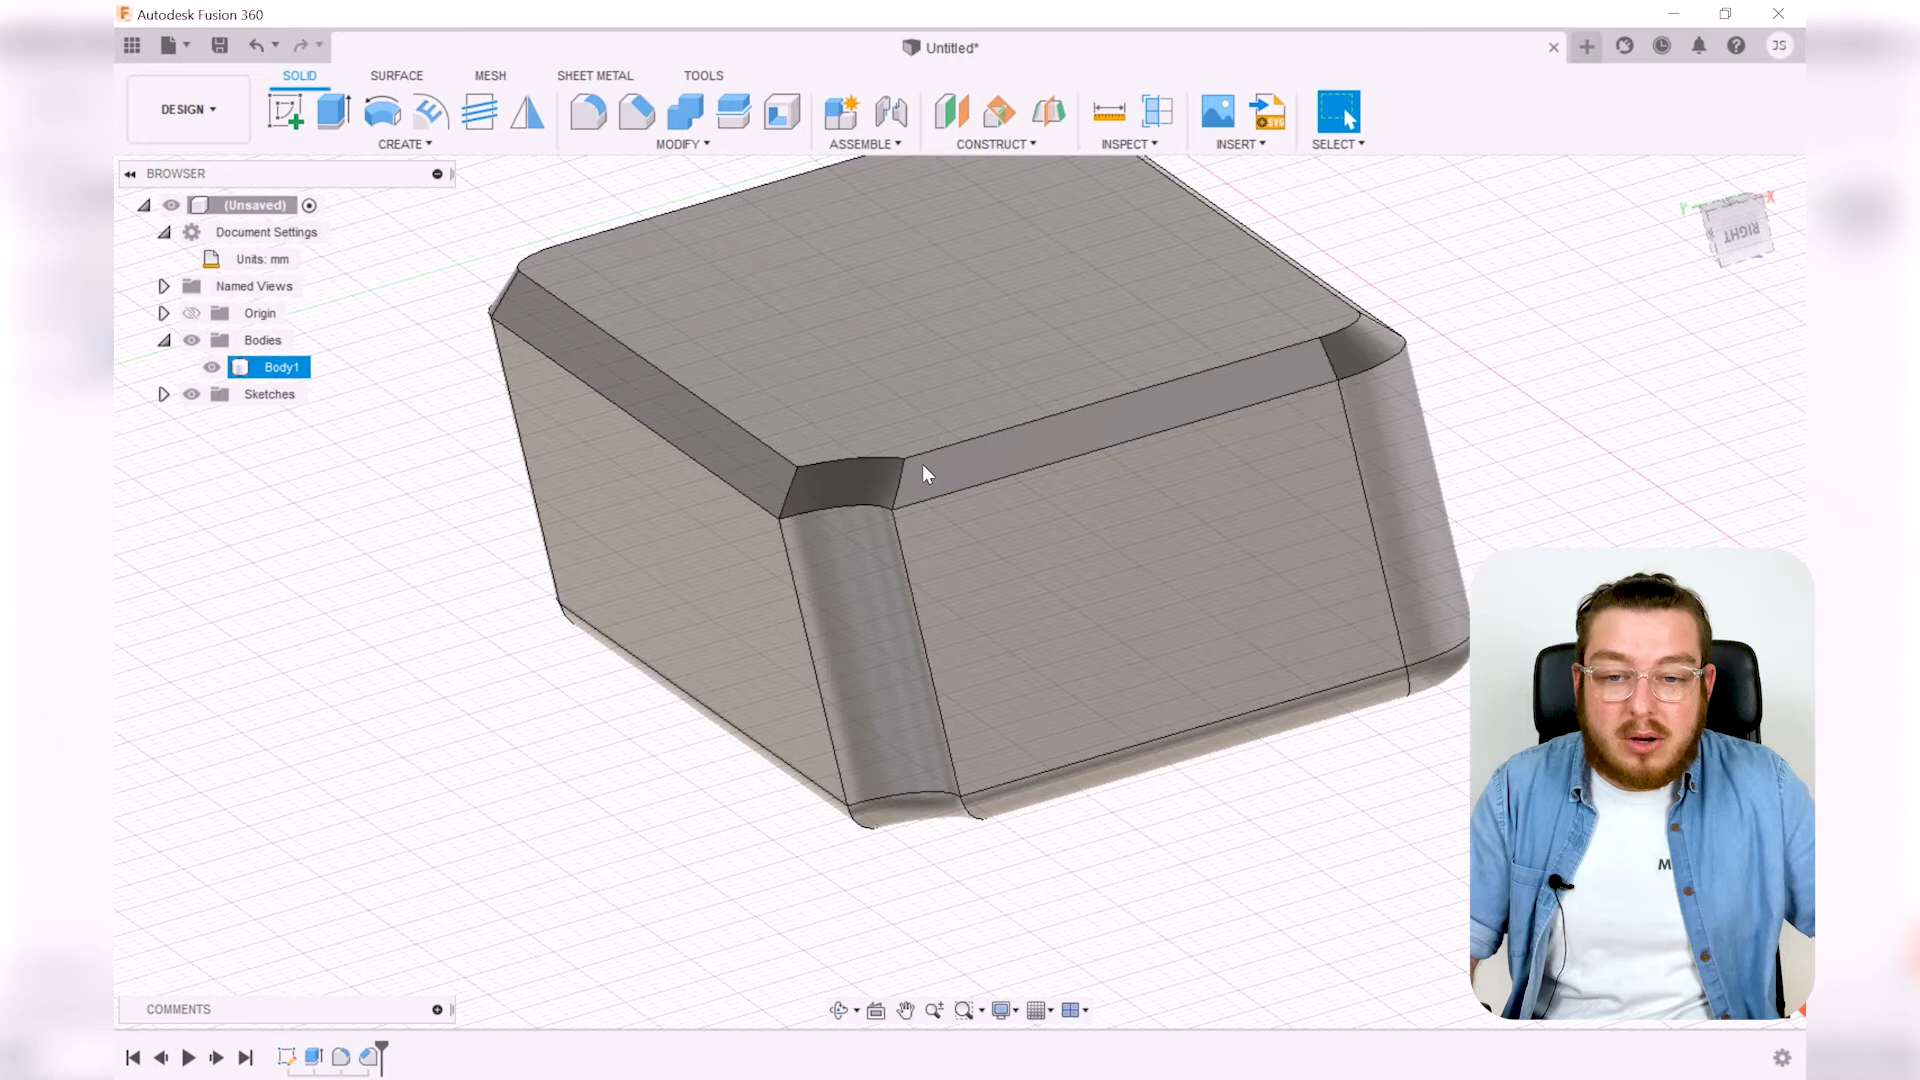 Autodesk Fusion 360
Untitled*
JS
DESIGN
SOLID
SURFACE
MESH
SHEET METAL
TOOLS
CREATE
MODIFY
ASSEMBLE
CONSTRUCT
INSPECT
INSERT
SELECT
SVG
BROWSER
(Unsaved)
Document Settings
Units: mm
Named Views
Origin
Bodies
Body1
Sketches
Y
X
RIGHT
M
COMMENTS